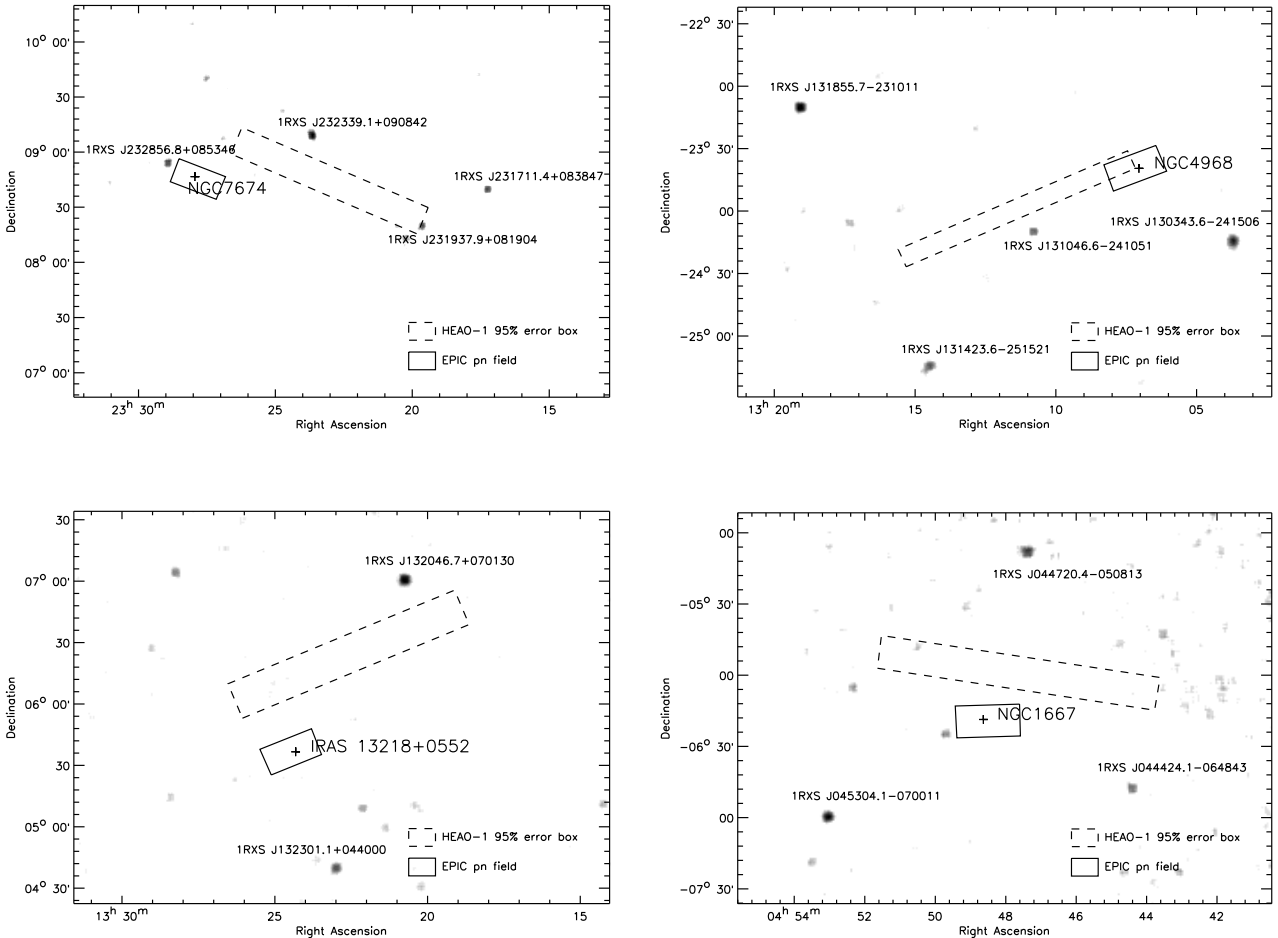 10° 00'
30
1RXS J232339.1+090842
1RXS J232856.8+085346
09° 00'
1RXS J231711.4+083847
NGC7674
30
1RXS J231937.9+081904
08° 00'
30
HEAO-1 95% error box
EPIC pn field
07° 00'
23h 30m
25
20
15
Right Ascension
Declination
-22° 30'
00
1RXS J131855.7-231011
-23° 30'
NGC4968
00
1RXS J130343.6-241506
1RXS J131046.6-241051
-24° 30'
HEAO-1 95% error box
-25° 00'
1RXS J131423.6-251521
EPIC pn field
13h 20m
15
10
05
Right Ascension
Declination
30
1RXS J132046.7+070130
07° 00'
30
06° 00'
IRAS 13218+0552
30
05° 00'
HEAO-1 95% error box
1RXS J132301.1+044000
EPIC pn field
04° 30'
13h 30m
25
20
Right Ascension
Declination
00
1RXS J044720.4-050813
-05° 30'
00
NGC1667
-06° 30'
1RXS J044424.1-064843
1RXS J045304.1-070011
00
HEAO-1 95% error box
EPIC pn field
-07° 30'
04h 54m
52
50
48
46
44
42
Right Ascension
Declination